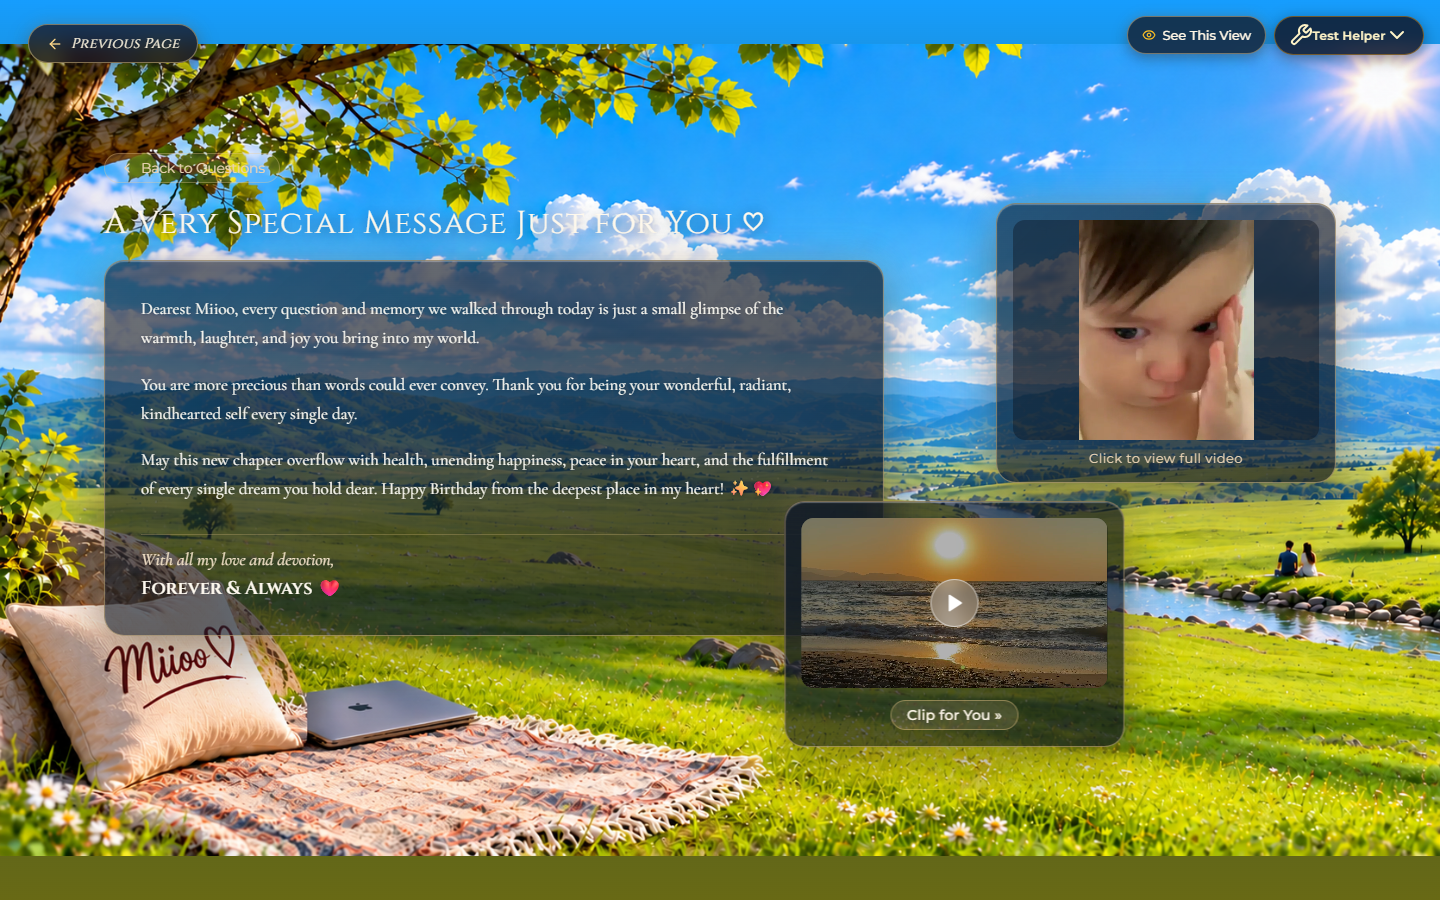 Previous Page
See This View
Test Helper
Back to Questions
A Very Special Message Just for You ♡
Dearest Miioo, every question and memory we walked through today is just a small glimpse of the
warmth, laughter, and joy you bring into my world.
You are more precious than words could ever convey. Thank you for being your wonderful, radiant,
kindhearted self every single day.
May this new chapter overflow with health, unending happiness, peace in your heart, and the fulfillment
of every single dream you hold dear. Happy Birthday from the deepest place in my heart! ✨💖
With all my love and devotion,
Forever & Always ❤️
Click to view full video
Clip for You »
Miioo♡